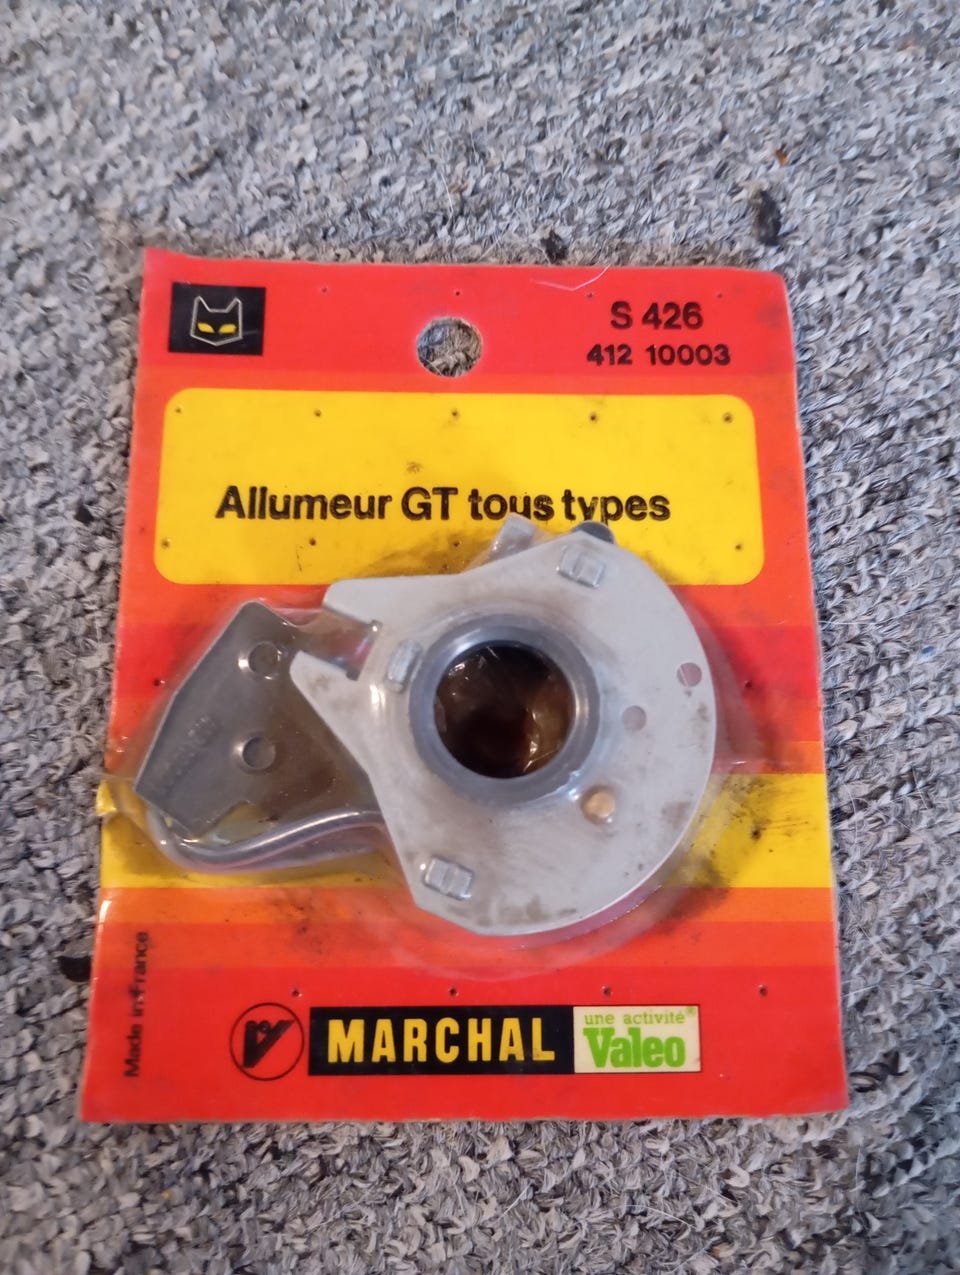 S 426
412 10003
Allumeur GT tous types
Made in France
MARCHAL
une activité®
Valeo